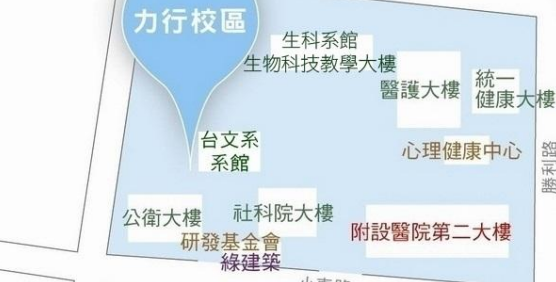 力行校區
生科系館
生物科技教學大樓
醫護大樓
統一
健康大樓
台文系
系館
心理健康中心
勝利路
公衛大樓
社科院大樓
研發基金會
綠建築
附設醫院第二大樓